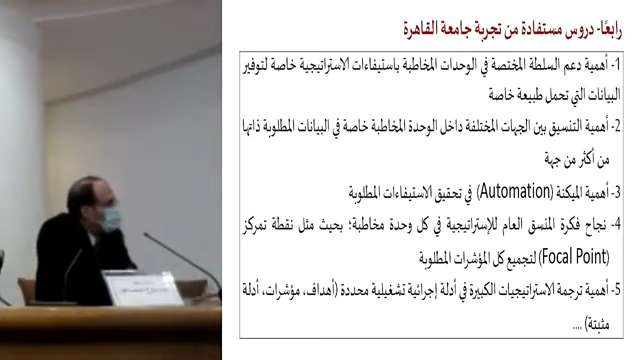 رابعًا- دروس مستفادة من تجربة جامعة القاهرة
1- أهمية دعم السلطة المختصة في الوحدات المخاطبة باستيفاءات الاستراتيجية خاصة لتوفير
البيانات التي تحمل طبيعة خاصة
2- أهمية التنسيق بين الجهات المختلفة داخل الوحدة المخاطبة خاصة في البيانات المطلوبة ذاتها
من أكثر من جهة
3- أهمية الميكنة (Automation) في تحقيق الاستيفاءات المطلوبة
4- نجاح فكرة المنسق العام للإستراتيجية في كل وحدة مخاطبة؛ بحيث مثل نقطة تمركز
(Focal Point) لتجميع كل المؤشرات المطلوبة
5- أهمية ترجمة الاستراتيجيات الكبيرة في أدلة إجرائية تشغيلية محددة (أهداف، مؤشرات، أدلة
مثبتة) ....